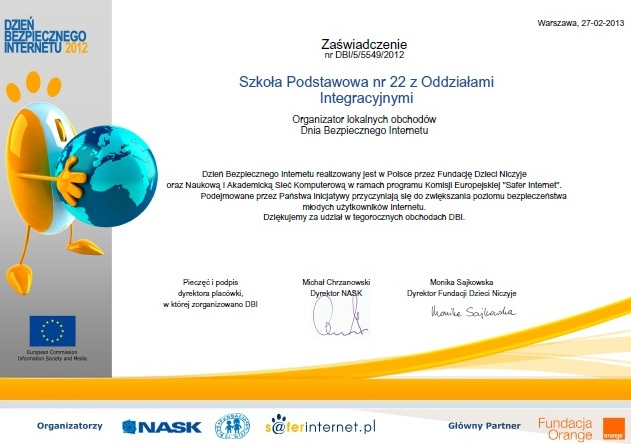 DZIEŃ
BEZPIECZNEGO
INTERNETU 2012
Warszawa, 27-02-2013
Zaświadczenie
nr DBI/5/5549/2012
Szkoła Podstawowa nr 22 z Oddziałami
Integracyjnymi
Organizator lokalnych obchodów
Dnia Bezpiecznego Internetu
Dzień Bezpiecznego Internetu realizowany jest w Polsce przez Fundację Dzieci Niczyje
oraz Naukową i Akademicką Sieć Komputerową w ramach programu Komisji Europejskiej "Safer Internet".
Podejmowane przez Państwa inicjatywy przyczyniają się do zwiększania poziomu bezpieczeństwa
młodych użytkowników Internetu.
Dziękujemy za udział w tegorocznych obchodach DBI.
Pieczęć i podpis
dyrektora placówki,
w której zorganizowano DBI
Michał Chrzanowski
Dyrektor NASK
Monika Sajkowska
Dyrektor Fundacji Dzieci Niczyje
Monika Sajkowska
European Commission
Information Society and Media
Organizatorzy
NASK
s@ferinternet.pl
Główny Partner
Fundacja
Orange
orange